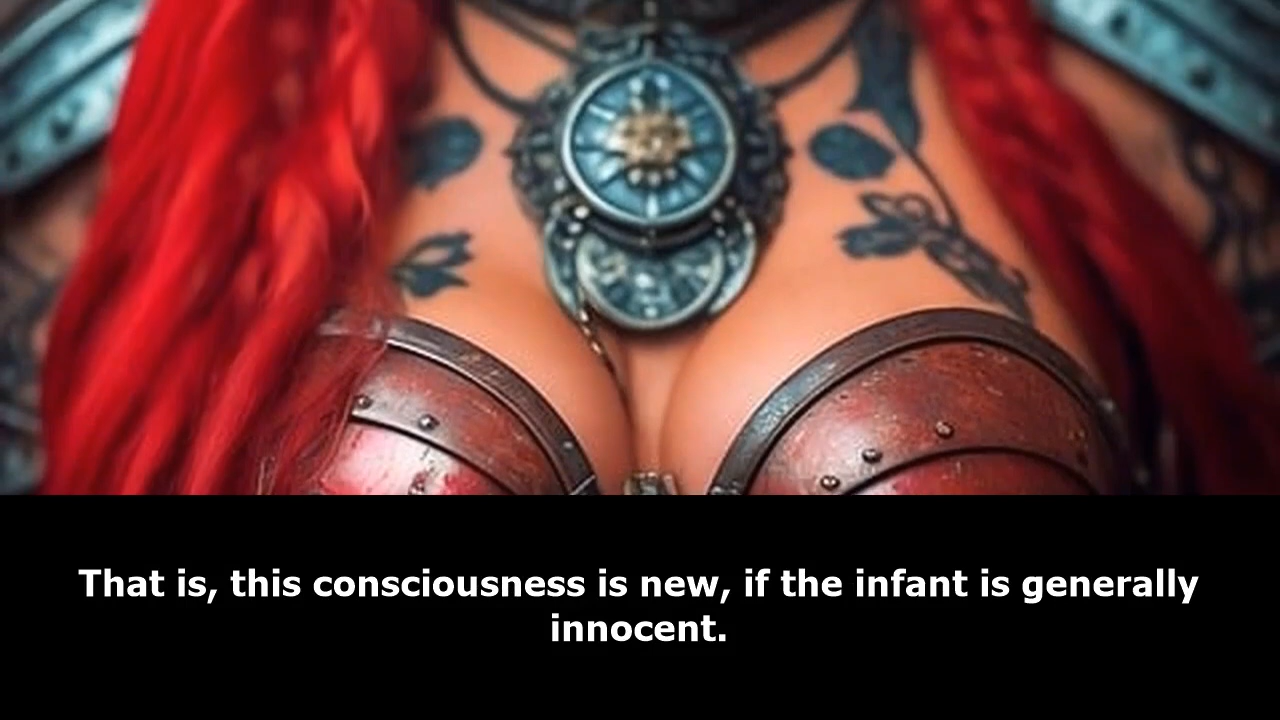 That is, this consciousness is new, if the infant is generally
innocent.